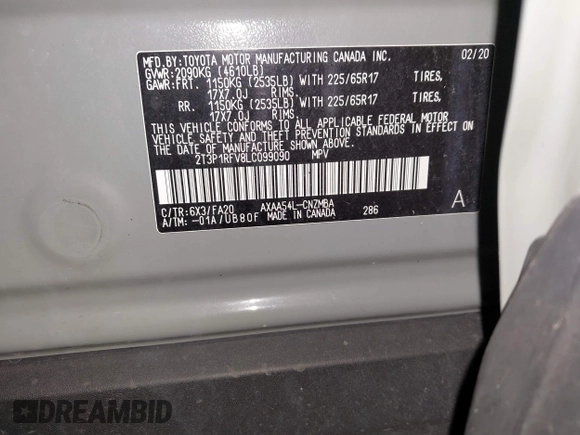 MFD.BY:TOYOTA MOTOR MANUFACTURING CANADA INC. 02/20
GVWR:2090KG (4610LB)
GAWR:FRT. 1150KG (2535LB) WITH 225/65R17 TIRES,
17X7.0J RIMS,
RR. 1150KG (2535LB) WITH 225/65R17 TIRES,
17X7.0J RIMS.
THIS VEHICLE CONFORMS TO ALL APPLICABLE FEDERAL MOTOR
VEHICLE SAFETY AND THEFT PREVENTION STANDARDS IN EFFECT ON
THE DATE OF MANUFACTURE SHOWN ABOVE.
2T3P1RFV8LC099090 MPV
C/TR:6X3/FA20 AXAA54L-CNZMBA
A/TM:-01A/UB80F MADE IN CANADA 286
A
DREAMBID